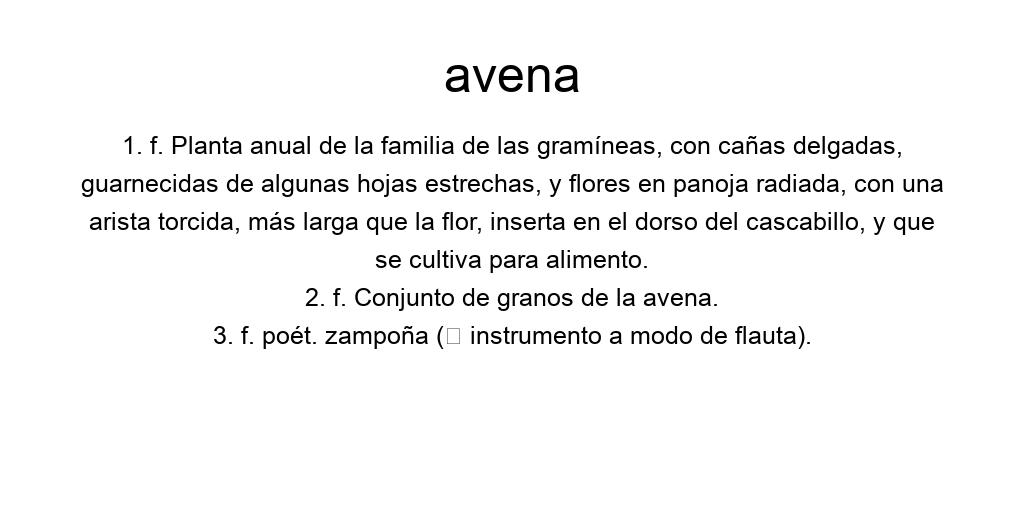 avena
1. f. Planta anual de la familia de las gramíneas, con cañas delgadas,
guarnecidas de algunas hojas estrechas, y flores en panoja radiada, con una
arista torcida, más larga que la flor, inserta en el dorso del cascabillo, y que
se cultiva para alimento.
2. f. Conjunto de granos de la avena.
3. f. poét. zampoña (□ instrumento a modo de flauta).